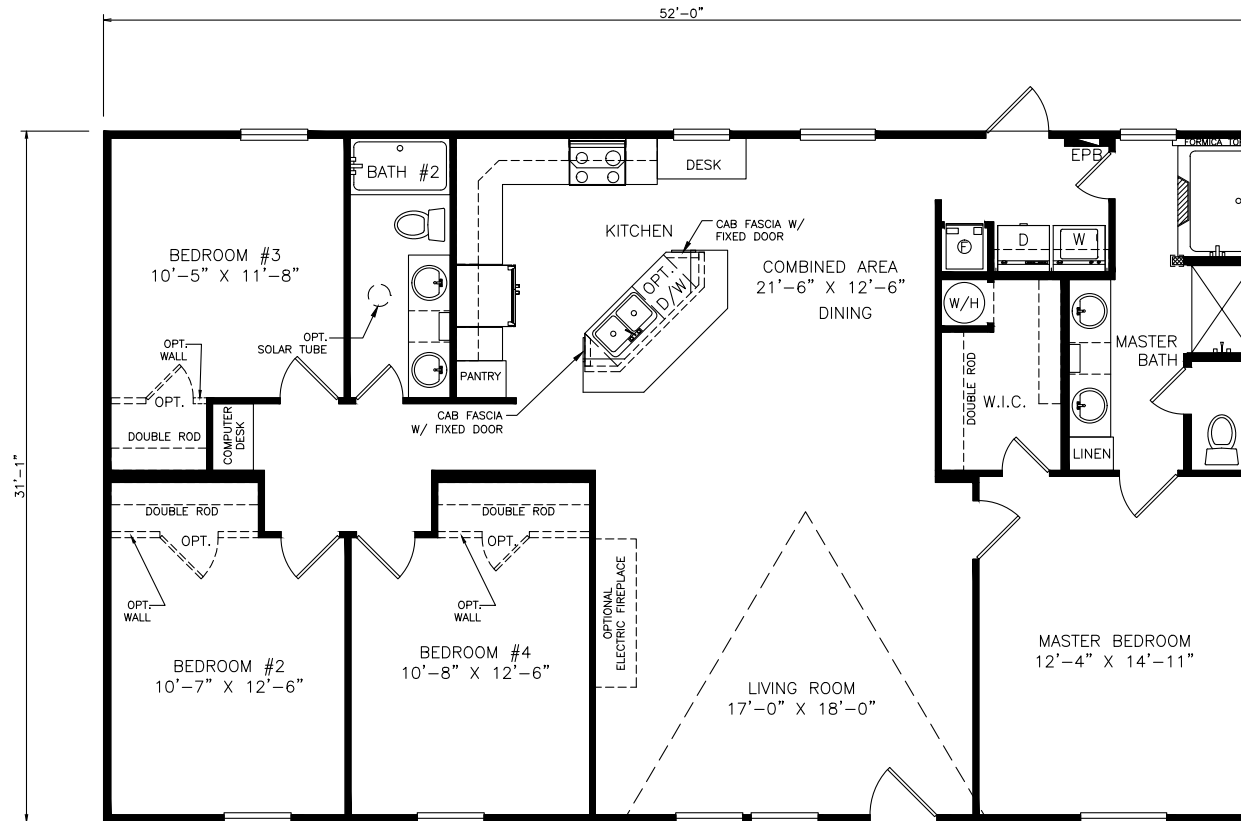 52'-0"
31'-1"
BATH #2
DESK
EPB
FORMICA TOP
BEDROOM #3
10'-5" X 11'-8"
KITCHEN
CAB FASCIA W/
FIXED DOOR
COMBINED AREA
21'-6" X 12'-6"
DINING
F
D
W
OPT.
D/W
W/H
OPT.
SOLAR TUBE
OPT.
WALL
OPT.
DOUBLE ROD
COMPUTER
DESK
PANTRY
CAB FASCIA
W/ FIXED DOOR
DOUBLE ROD
W.I.C.
MASTER
BATH
LINEN
DOUBLE ROD
OPT.
OPT.
WALL
DOUBLE ROD
OPT.
OPT.
WALL
OPTIONAL
ELECTRIC FIREPLACE
BEDROOM #2
10'-7" X 12'-6"
BEDROOM #4
10'-8" X 12'-6"
LIVING ROOM
17'-0" X 18'-0"
MASTER BEDROOM
12'-4" X 14'-11"